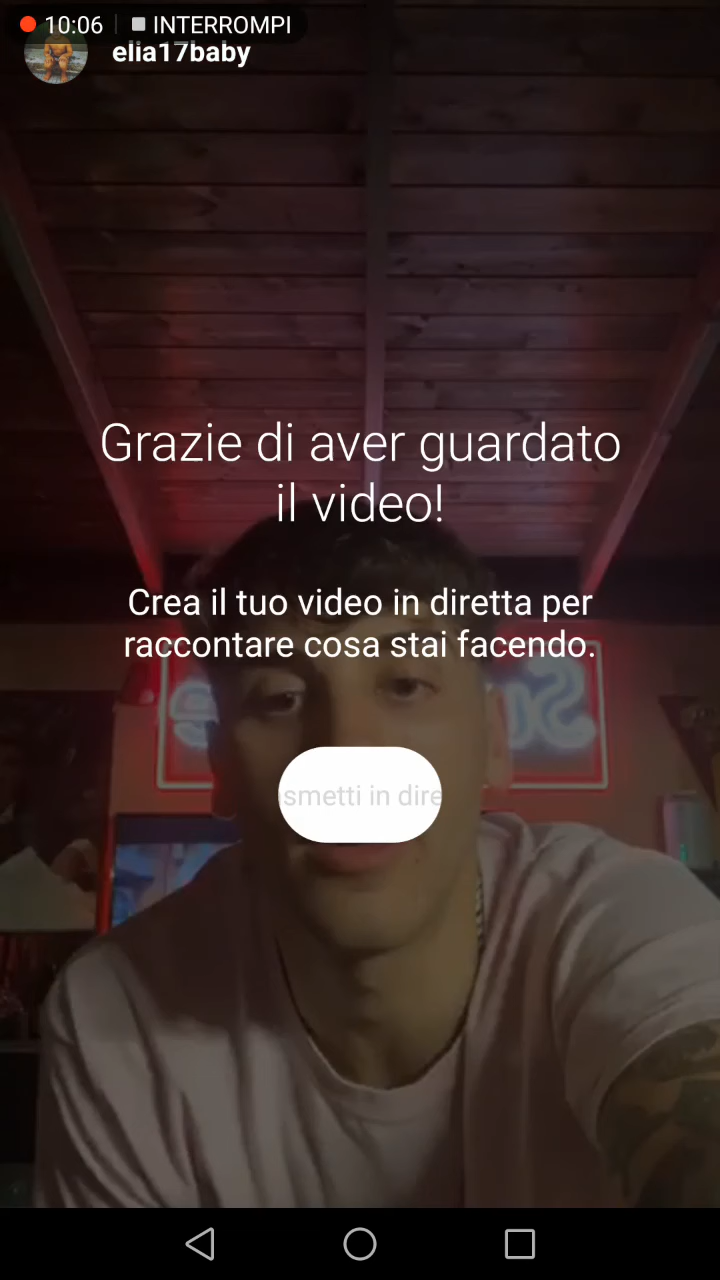 10:06 INTERROMPI
elia17baby
Grazie di aver guardato
il video!
Crea il tuo video in diretta per
raccontare cosa stai facendo.
smetti in dire